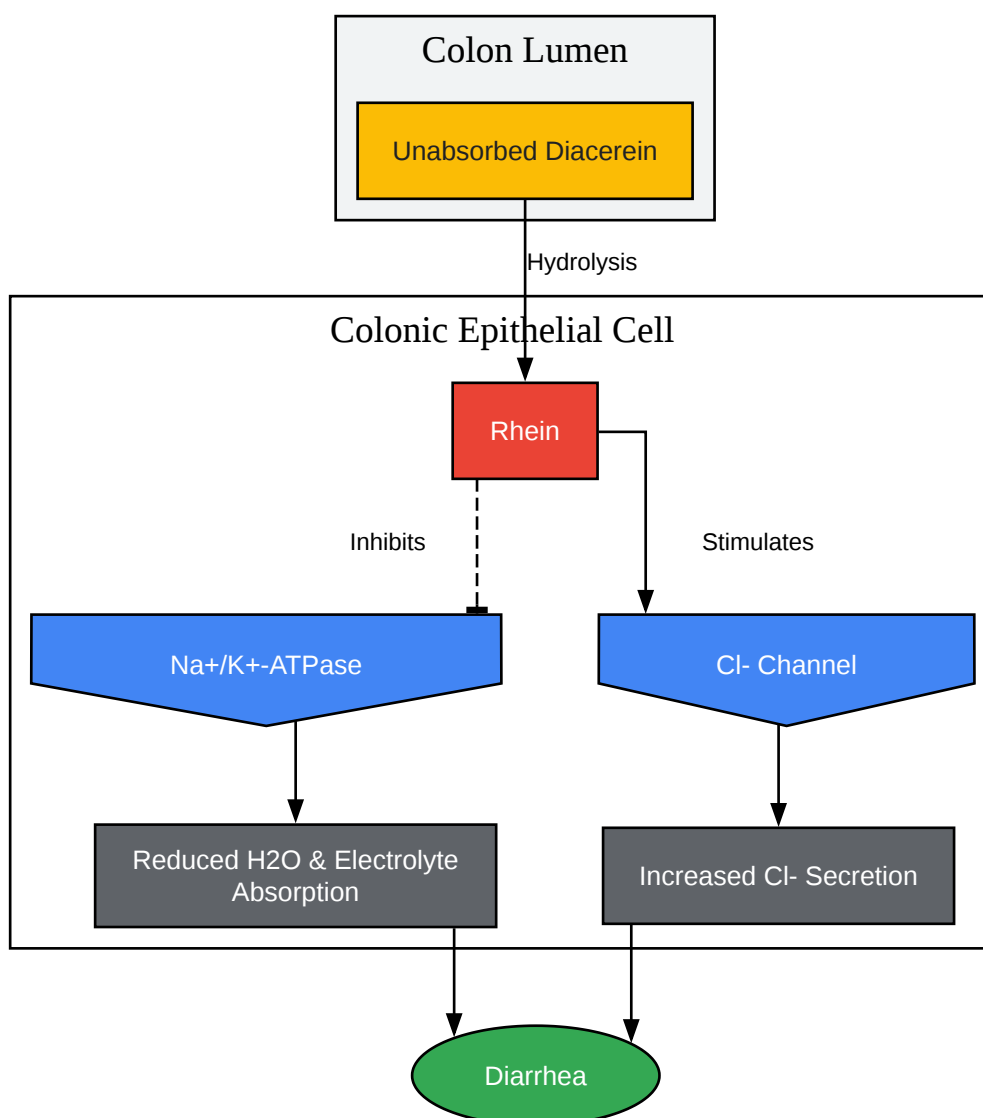 Colon Lumen
Unabsorbed Diacerein
Hydrolysis
Colonic Epithelial Cell
Rhein
Inhibits
Stimulates
Na+/K+-ATPase
Cl- Channel
Reduced H2O & Electrolyte
Absorption
Increased Cl- Secretion
Diarrhea